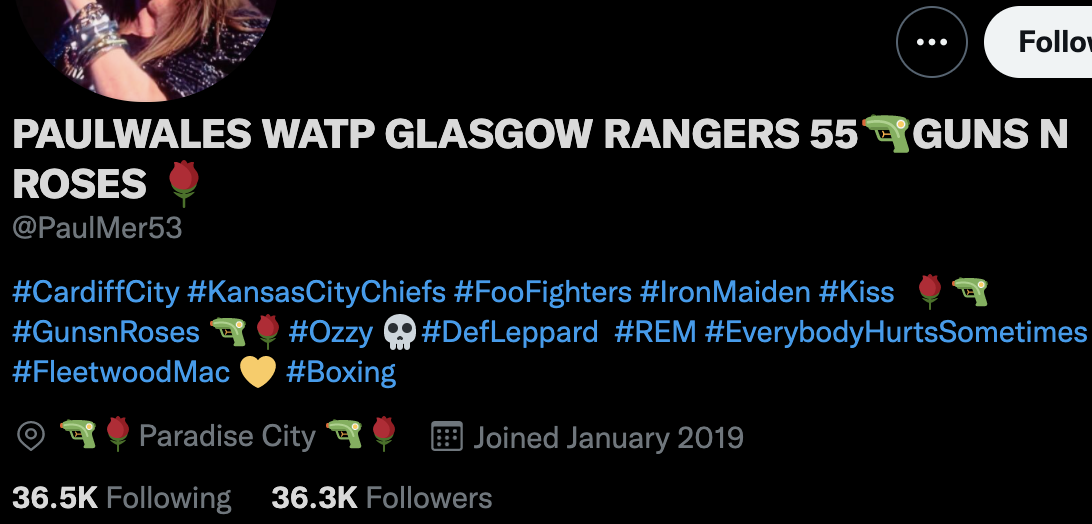 Follow
PAULWALES WATP GLASGOW RANGERS 55🔫GUNS N
ROSES 🌹
@PaulMer53
#CardiffCity #KansasCityChiefs #FooFighters #IronMaiden #Kiss 🌹🔫
#GunsnRoses 🔫🌹 #Ozzy 💀 #DefLeppard #REM #EverybodyHurtsSometimes
#FleetwoodMac 💛 #Boxing
🔫🌹 Paradise City 🔫🌹 Joined January 2019
36.5K Following 36.3K Followers